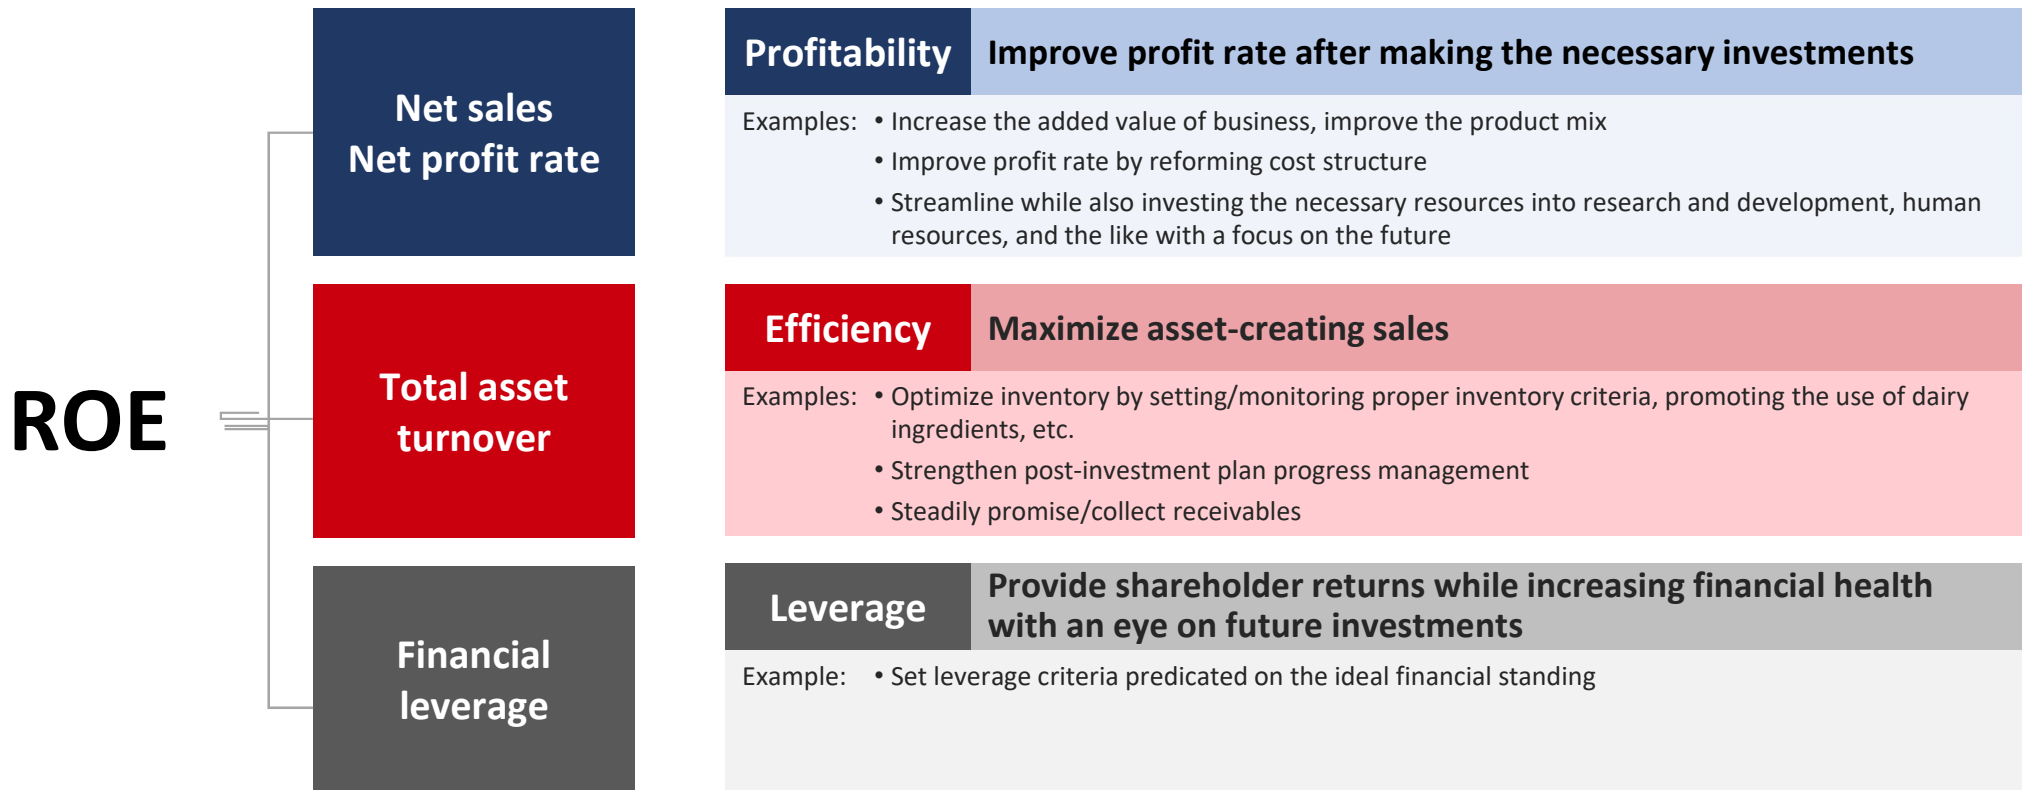 ROE
Net sales
Net profit rate
Profitability
Improve profit rate after making the necessary investments
Examples: • Increase the added value of business, improve the product mix
• Improve profit rate by reforming cost structure
• Streamline while also investing the necessary resources into research and development, human
resources, and the like with a focus on the future
Total asset
turnover
Efficiency
Maximize asset-creating sales
Examples: • Optimize inventory by setting/monitoring proper inventory criteria, promoting the use of dairy
ingredients, etc.
• Strengthen post-investment plan progress management
• Steadily promise/collect receivables
Financial
leverage
Leverage
Provide shareholder returns while increasing financial health
with an eye on future investments
Example: • Set leverage criteria predicated on the ideal financial standing